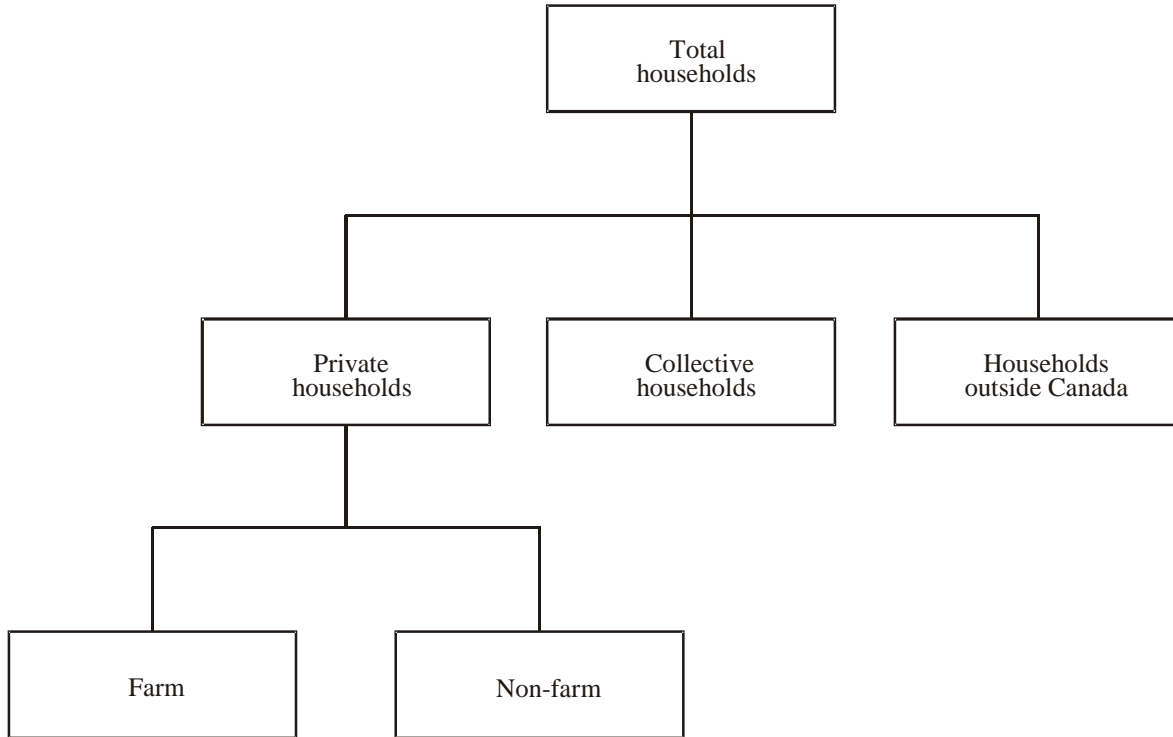 Total
households
Private
households
Collective
households
Households
outside Canada
Farm
Non-farm